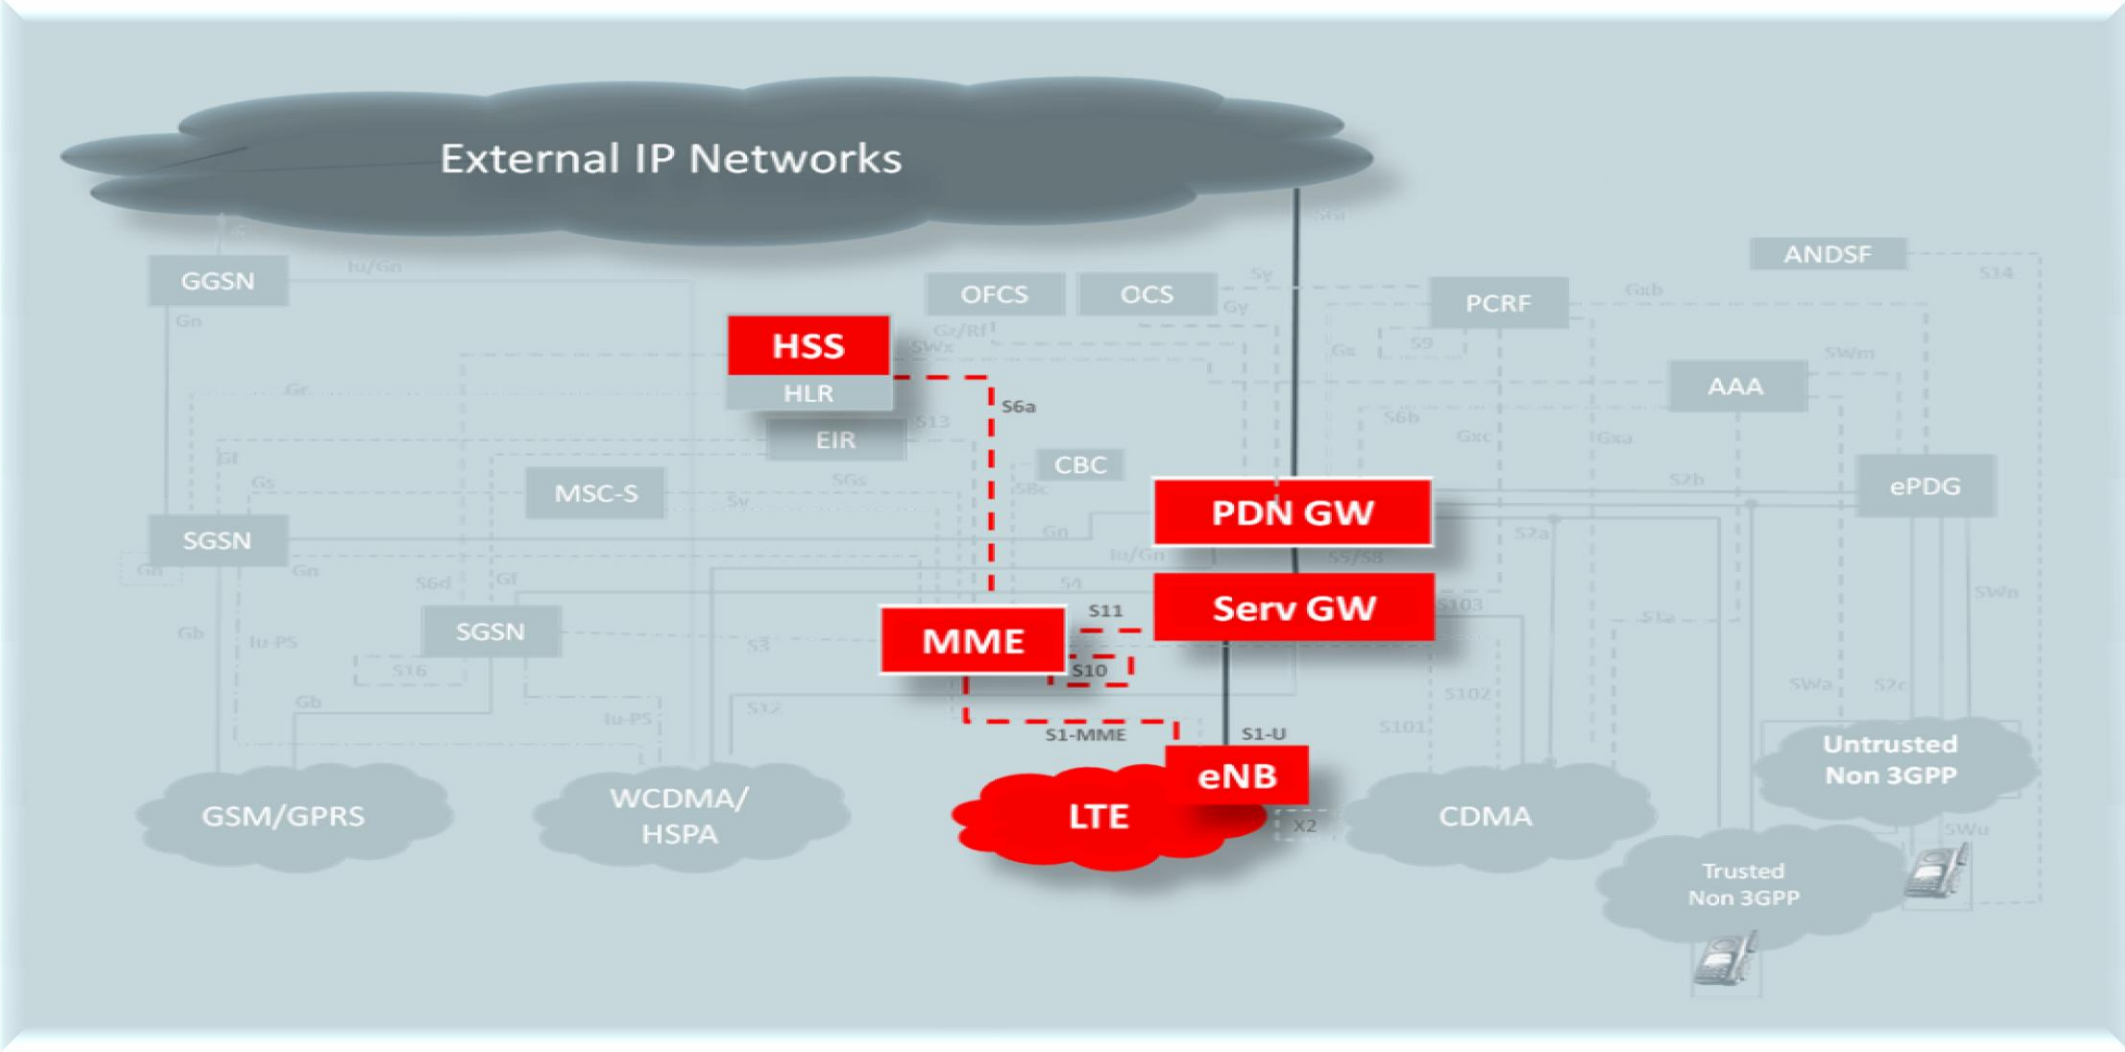 External IP Networks
SGi
GGSN
Iu/Gn
Gn
OFCS
OCS
Sy
Gy
PCRF
Gxb
ANDSF
S14
HSS
HLR
Gz/Rf
SWx
Gx
S9
SWm
AAA
Gr
S6a
S13
EIR
S6b
Gxc
Gxa
Gf
Gs
MSC-S
SGs
Sv
CBC
SBc
PDN GW
S2b
ePDG
SGSN
Gn
Gn
Gn
Iu/Gn
S5/S8
S2a
S6d
Gf
S4
Serv GW
S103
SWn
S11
SGSN
MME
S10
S3
Gb
Iu-PS
S16
S102
SWa
S2c
Gb
Iu-PS
S12
S1-MME
S1-U
S101
Untrusted
Non 3GPP
eNB
GSM/GPRS
WCDMA/
HSPA
LTE
X2
CDMA
SWu
Trusted
Non 3GPP